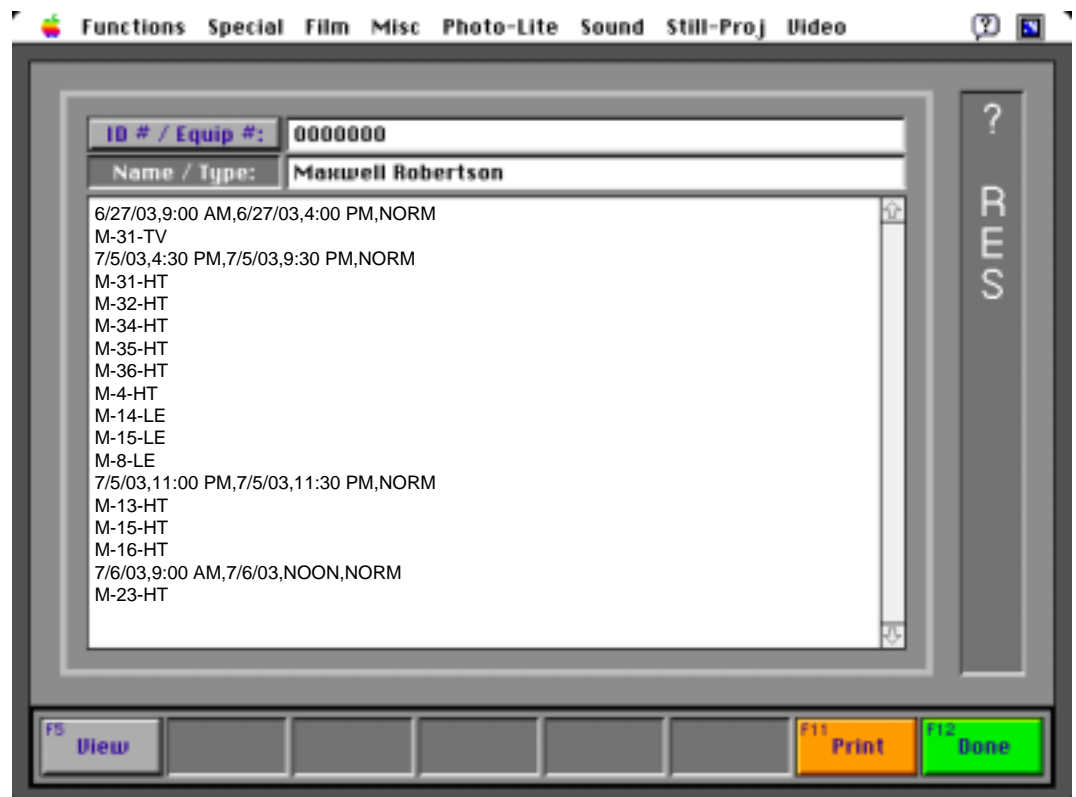 Functions Special Film Misc Photo-Lite Sound Still-Proj Video ?
? RES
ID # / Equip #: 0000000
Name / Type: Maxwell Robertson
6/27/03,9:00 AM,6/27/03,4:00 PM,NORM
M-31-TV
7/5/03,4:30 PM,7/5/03,9:30 PM,NORM
M-31-HT
M-32-HT
M-34-HT
M-35-HT
M-36-HT
M-4-HT
M-14-LE
M-15-LE
M-8-LE
7/5/03,11:00 PM,7/5/03,11:30 PM,NORM
M-13-HT
M-15-HT
M-16-HT
7/6/03,9:00 AM,7/6/03,NOON,NORM
M-23-HT
F5 View F11 Print F12 Done